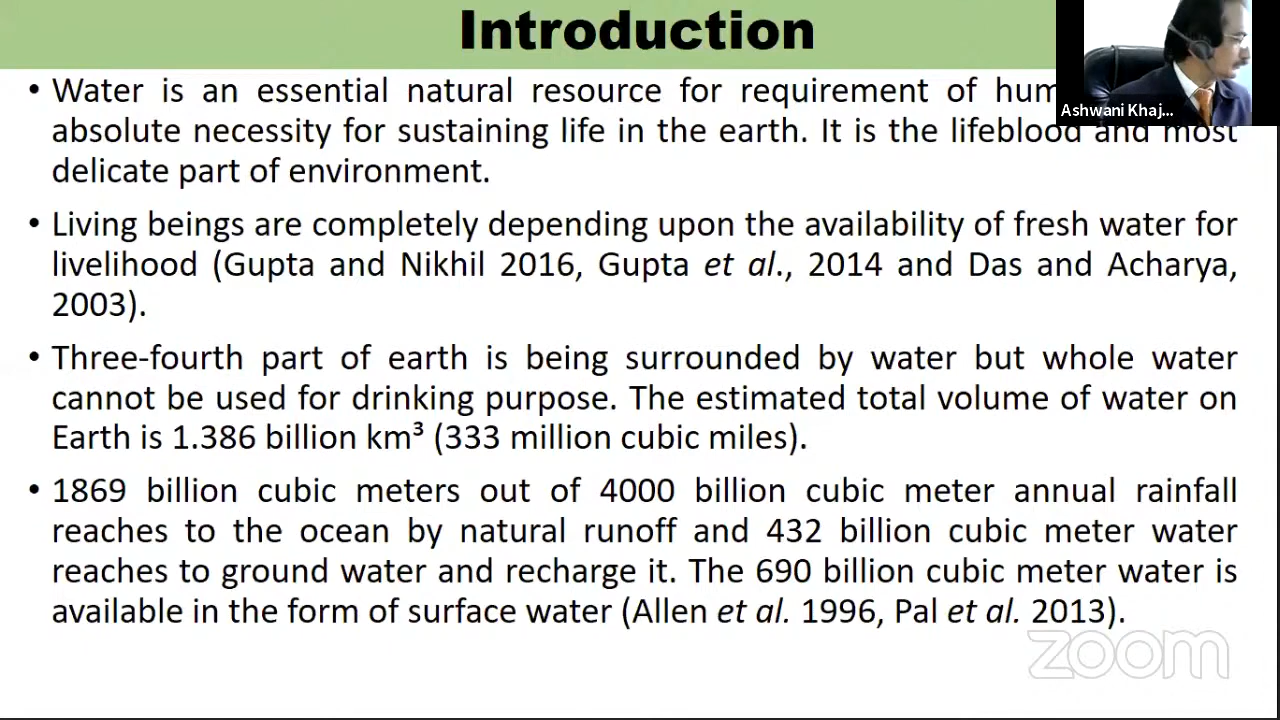 Introduction
• Water is an essential natural resource for requirement of hum
absolute necessity for sustaining life in the earth. It is the lifeblood and most
delicate part of environment.
• Living beings are completely depending upon the availability of fresh water for
livelihood (Gupta and Nikhil 2016, Gupta et al., 2014 and Das and Acharya,
2003).
• Three-fourth part of earth is being surrounded by water but whole water
cannot be used for drinking purpose. The estimated total volume of water on
Earth is 1.386 billion km³ (333 million cubic miles).
• 1869 billion cubic meters out of 4000 billion cubic meter annual rainfall
reaches to the ocean by natural runoff and 432 billion cubic meter water
reaches to ground water and recharge it. The 690 billion cubic meter water is
available in the form of surface water (Allen et al. 1996, Pal et al. 2013).
Ashwani Khaj...
zoom